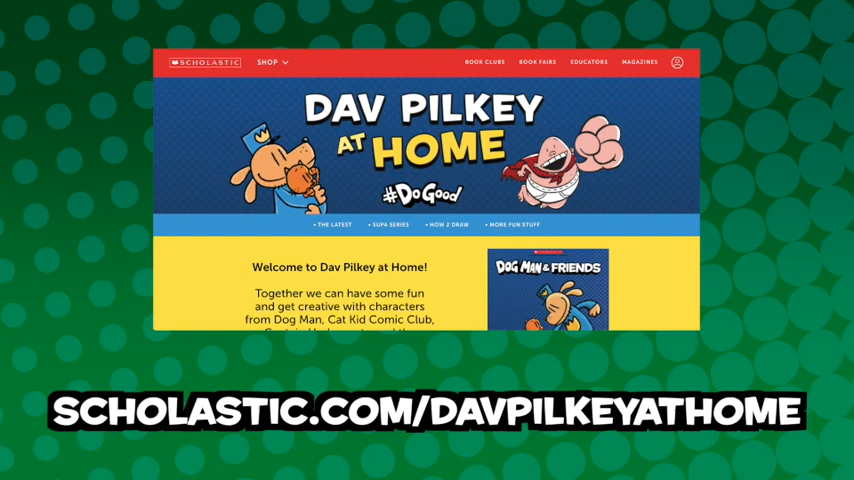 SCHOLASTIC SHOP BOOK CLUBS BOOK FAIRS EDUCATORS MAGAZINES
DAV PILKEY
AT HOME
#DoGood
• THE LATEST • SUPA SERIES • HOW 2 DRAW • MORE FUN STUFF
Welcome to Dav Pilkey at Home!
Together we can have some fun
and get creative with characters
from Dog Man, Cat Kid Comic Club,
DOG MAN & FRIENDS
SCHOLASTIC.COM/DAVPILKEYATHOME